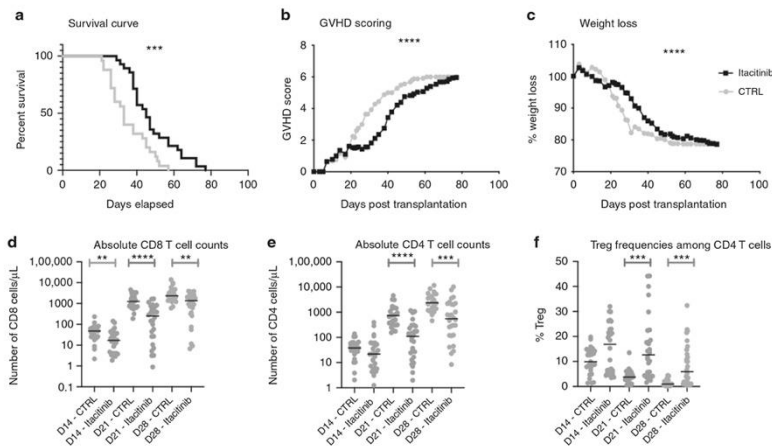 a Survival curve
***
Percent survival
100
50
0
0 20 40 60 80 100
Days elapsed
b GVHD scoring
****
GVHD score
8
6
4
2
0
0 20 40 60 80 100
Days post transplantation
c Weight loss
****
% weight loss
110
100
90
80
70
0 20 40 60 80 100
Days post transplantation
Itacitinib
CTRL
d Absolute CD8 T cell counts
** **** **
Number of CD8 cells/µL
1,00,000
10,000
1000
100
10
1
0,1
D14 - CTRL
D14 - Itacitinib
D21 - CTRL
D21 - Itacitinib
D28 - CTRL
D28 - Itacitinib
e Absolute CD4 T cell counts
**** ***
Number of CD4 cells/µL
1,00,000
10,000
1000
100
10
1
D14 - CTRL
D14 - Itacitinib
D21 - CTRL
D21 - Itacitinib
D28 - CTRL
D28 - Itacitinib
f Treg frequencies among CD4 T cells
*** ***
% Treg
50
40
30
20
10
0
D14 - CTRL
D14 - Itacitinib
D21 - CTRL
D21 - Itacitinib
D28 - CTRL
D28 - Itacitinib